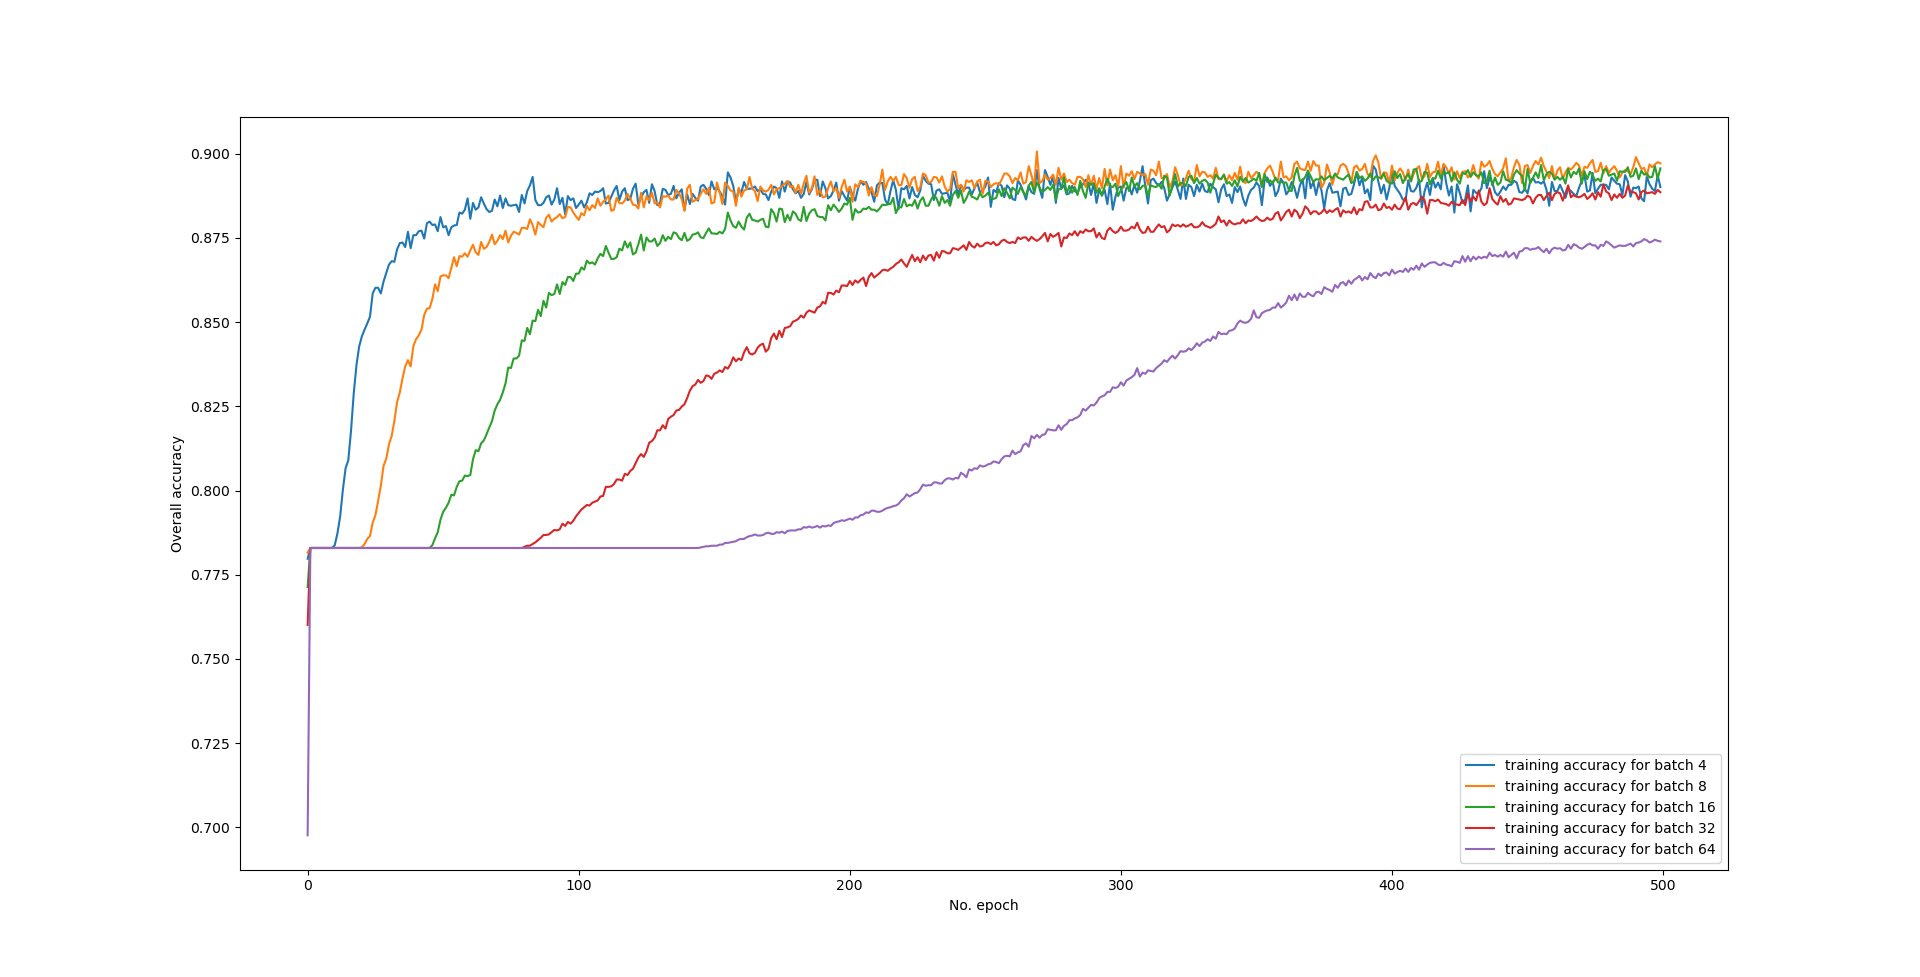 0.900
0.875
0.850
0.825
0.800
0.775
0.750
0.725
0.700
Overall accuracy
training accuracy for batch 4
training accuracy for batch 8
training accuracy for batch 16
training accuracy for batch 32
training accuracy for batch 64
0 100 200 300 400 500
No. epoch